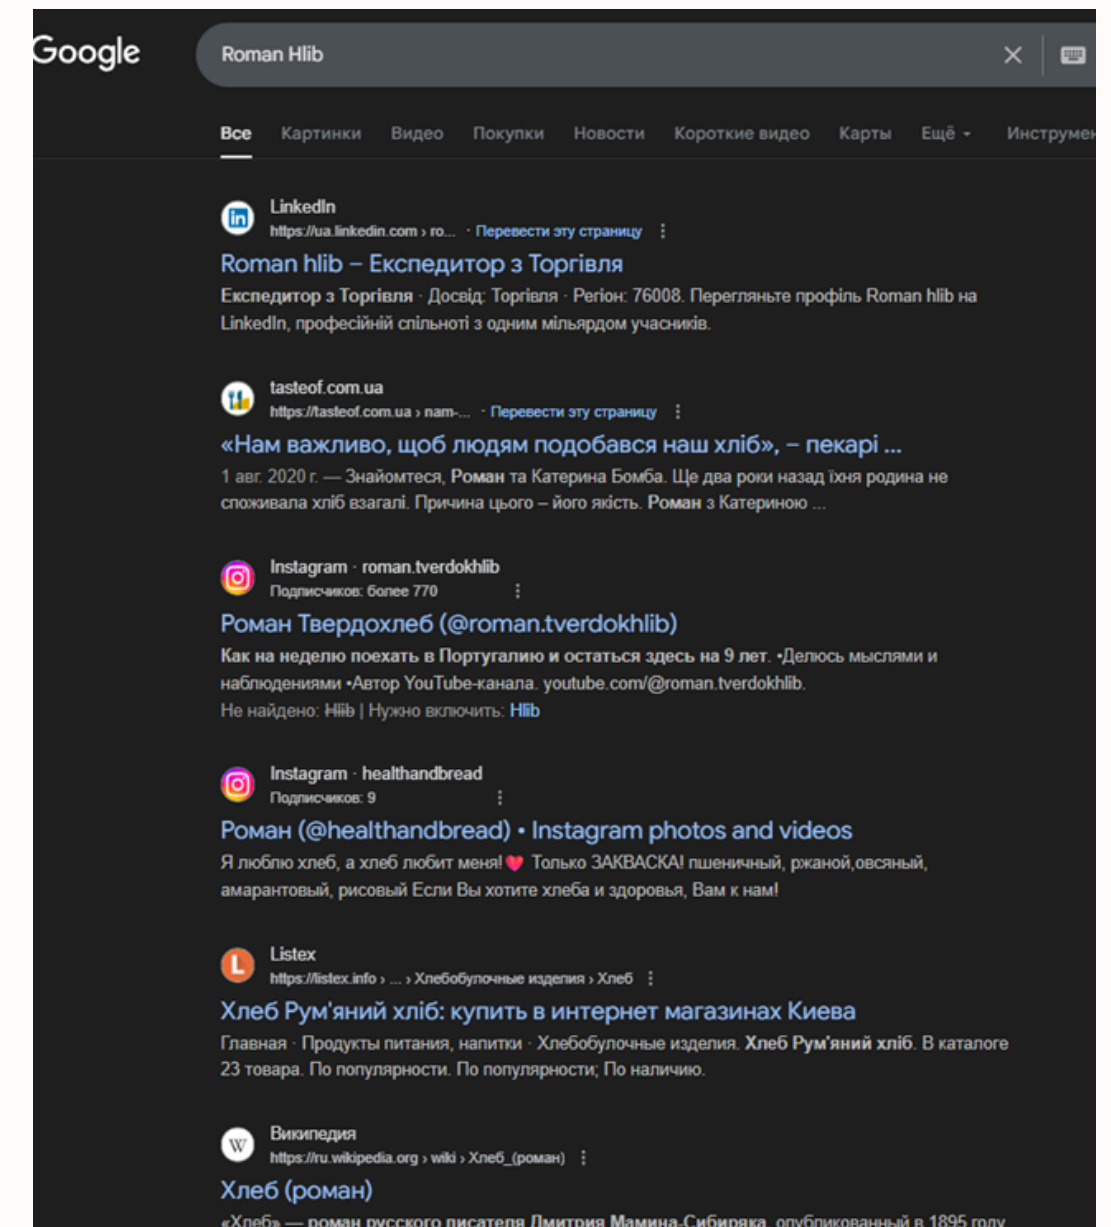 Google
Roman Hlib
Все Картинки Видео Покупки Новости Короткие видео Карты Ещё
LinkedIn
https://ua.linkedin.com › ro... · Перевести эту страницу
Roman hlib – Експедитор з Торгівля
Експедитор з Торгівля · Досвід: Торгівля · Регіон: 76008. Перегляньте профіль Roman hlib на
LinkedIn, професійній спільноті з одним мільярдом учасників.
tasteof.com.ua
https://tasteof.com.ua › nam-... · Перевести эту страницу
«Нам важливо, щоб людям подобався наш хліб», – пекарі ...
1 авг. 2020 г. — Знайомтеся, Роман та Катерина Бомба. Ще два роки назад їхня родина не
споживала хліб взагалі. Причина цього – його якість. Роман з Катериною ...
Instagram · roman.tverdokhlib
Подписчиков: более 770
Роман Твердохлеб (@roman.tverdokhlib)
Как на неделю поехать в Португалию и остаться здесь на 9 лет. •Делюсь мыслями и
наблюдениями •Автор YouTube-канала. youtube.com/@roman.tverdokhlib.
Не найдено: Hlib | Нужно включить: Hlib
Instagram · healthandbread
Подписчиков: 9
Роман (@healthandbread) • Instagram photos and videos
Я люблю хлеб, а хлеб любит меня!❤ Только ЗАКВАСКА! пшеничный, ржаной,овсяный,
амарантовый, рисовый Если Вы хотите хлеба и здоровья, Вам к нам!
Listex
https://listex.info › ... › Хлебобулочные изделия › Хлеб
Хлеб Рум'яний хліб: купить в интернет магазинах Киева
Главная · Продукты питания, напитки · Хлебобулочные изделия. Хлеб Рум'яний хліб. В каталоге
23 товара. По популярности. По популярности; По наличию.
Википедия
https://ru.wikipedia.org › wiki › Хлеб_(роман)
Хлеб (роман)
«Хлеб» — роман русского писателя Дмитрия Мамина-Сибиряка, опубликованный в 1895 году